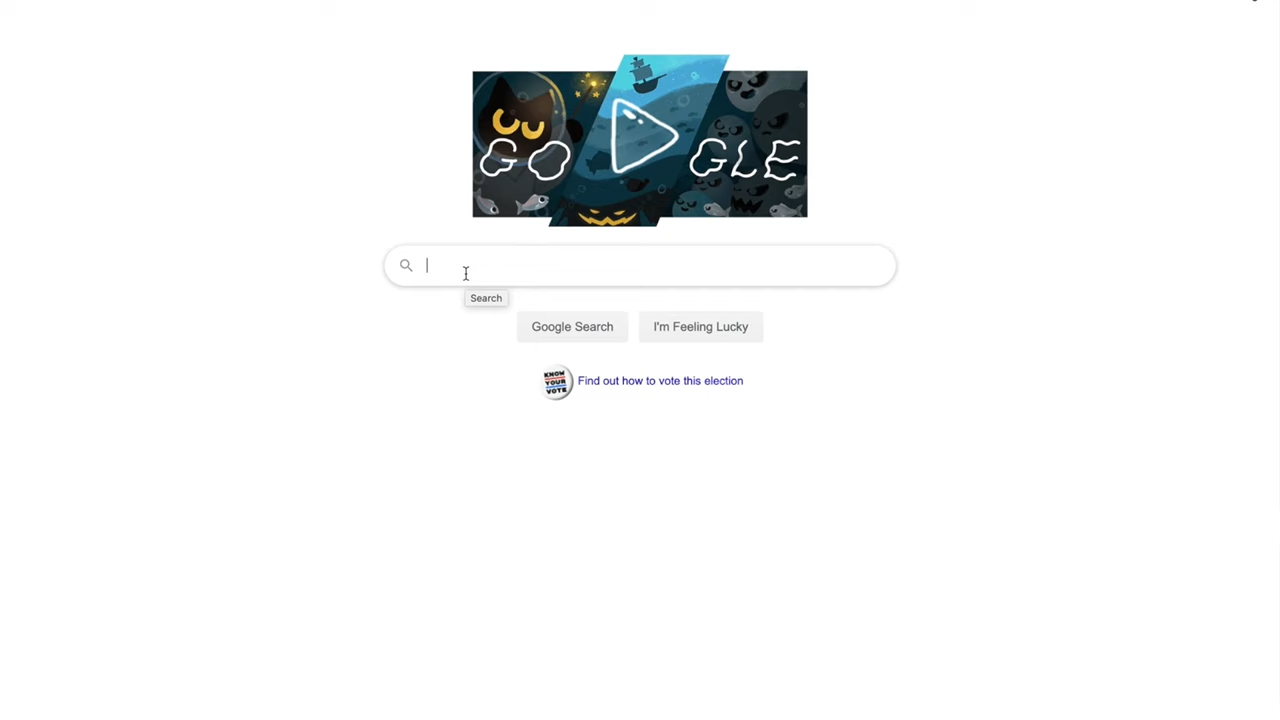 GO GLE
Search
Google Search
I'm Feeling Lucky
KNOW
YOUR
VOTE
Find out how to vote this election